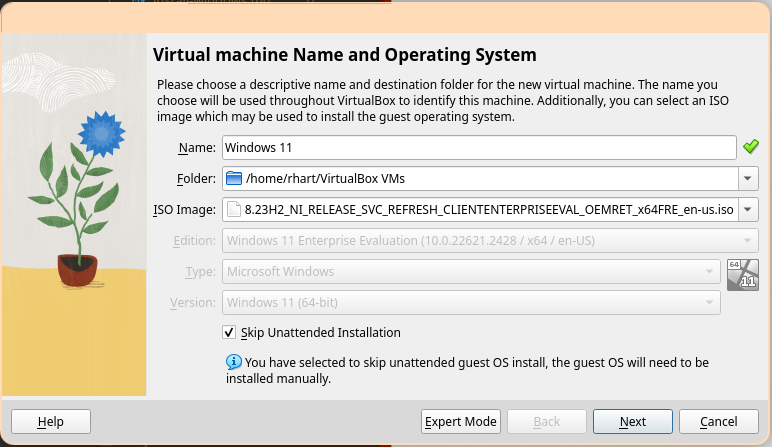 Virtual machine Name and Operating System
Please choose a descriptive name and destination folder for the new virtual machine. The name you
choose will be used throughout VirtualBox to identify this machine. Additionally, you can select an ISO
image which may be used to install the guest operating system.
Name: Windows 11
Folder: /home/rhart/VirtualBox VMs
ISO Image: 8.23H2_NI_RELEASE_SVC_REFRESH_CLIENTENTERPRISEEVAL_OEMRET_x64FRE_en-us.iso
Edition: Windows 11 Enterprise Evaluation (10.0.22621.2428 / x64 / en-US)
Type: Microsoft Windows
64
11
Version: Windows 11 (64-bit)
Skip Unattended Installation
You have selected to skip unattended guest OS install, the guest OS will need to be
installed manually.
Help Expert Mode Back Next Cancel